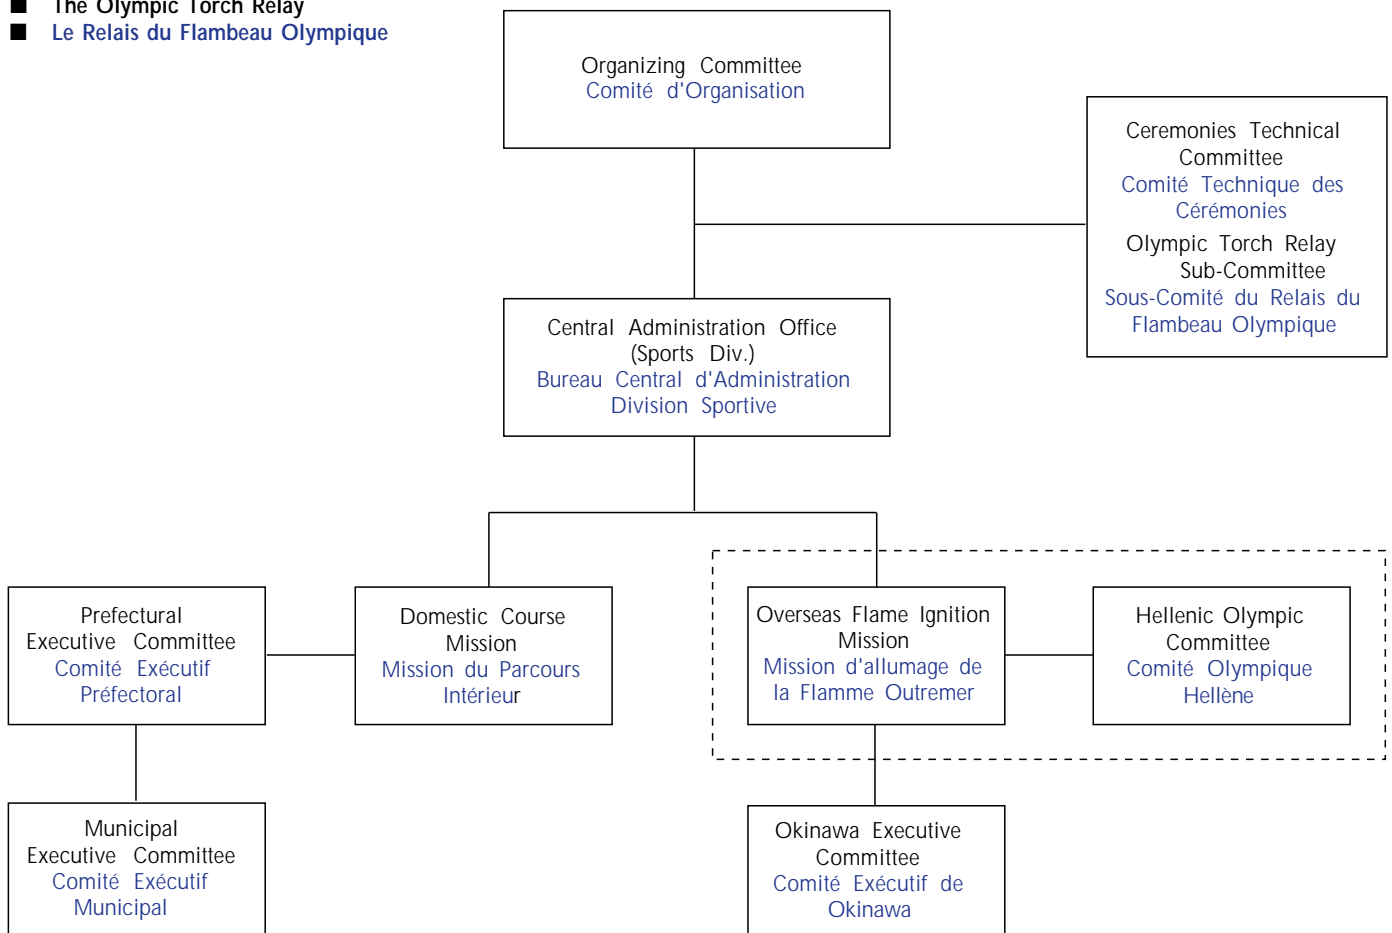 The Olympic Torch Relay
Le Relais du Flambeau Olympique
Organizing Committee
Comité d'Organisation
Ceremonies Technical
Committee
Comité Technique des
Cérémonies
Olympic Torch Relay
Sub-Committee
Sous-Comité du Relais du
Flambeau Olympique
Central Administration Office
(Sports Div.)
Bureau Central d'Administration
Division Sportive
Prefectural
Executive Committee
Comité Exécutif
Préfectoral
Domestic Course
Mission
Mission du Parcours
Intérieur
Overseas Flame Ignition
Mission
Mission d'allumage de
la Flamme Outremer
Hellenic Olympic
Committee
Comité Olympique
Hellène
Municipal
Executive Committee
Comité Exécutif
Municipal
Okinawa Executive
Committee
Comité Exécutif de
Okinawa